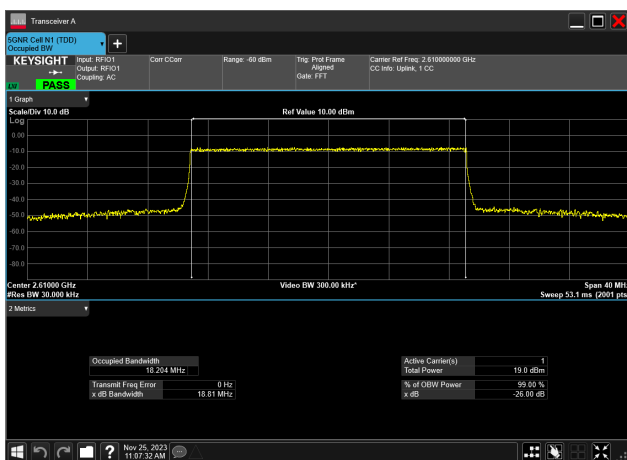 Transceiver A
5GNR Cell N1 (TDD)
Occupied BW
KEYSIGHT
Input: RFIO1
Output: RFIO1
Coupling: AC
Corr CCorr
Range: -60 dBm
Trig: Prot Frame
Aligned
Gate: FFT
Carrier Ref Freq: 2.610000000 GHz
CC Info: Uplink, 1 CC
PASS
1 Graph
Scale/Div 10.0 dB
Ref Value 10.00 dBm
Log
0.00
-10.0
-20.0
-30.0
-40.0
-50.0
-60.0
-70.0
-80.0
Center 2.61000 GHz
Video BW 300.00 kHz*
Span 40 MHz
#Res BW 30.000 kHz
Sweep 53.1 ms (2001 pts
2 Metrics
Occupied Bandwidth
18.204 MHz
Active Carrier(s) 1
Total Power 19.0 dBm
Transmit Freq Error 0 Hz
x dB Bandwidth 18.81 MHz
% of OBW Power 99.00 %
x dB -26.00 dB
Nov 25, 2023
11:07:32 AM